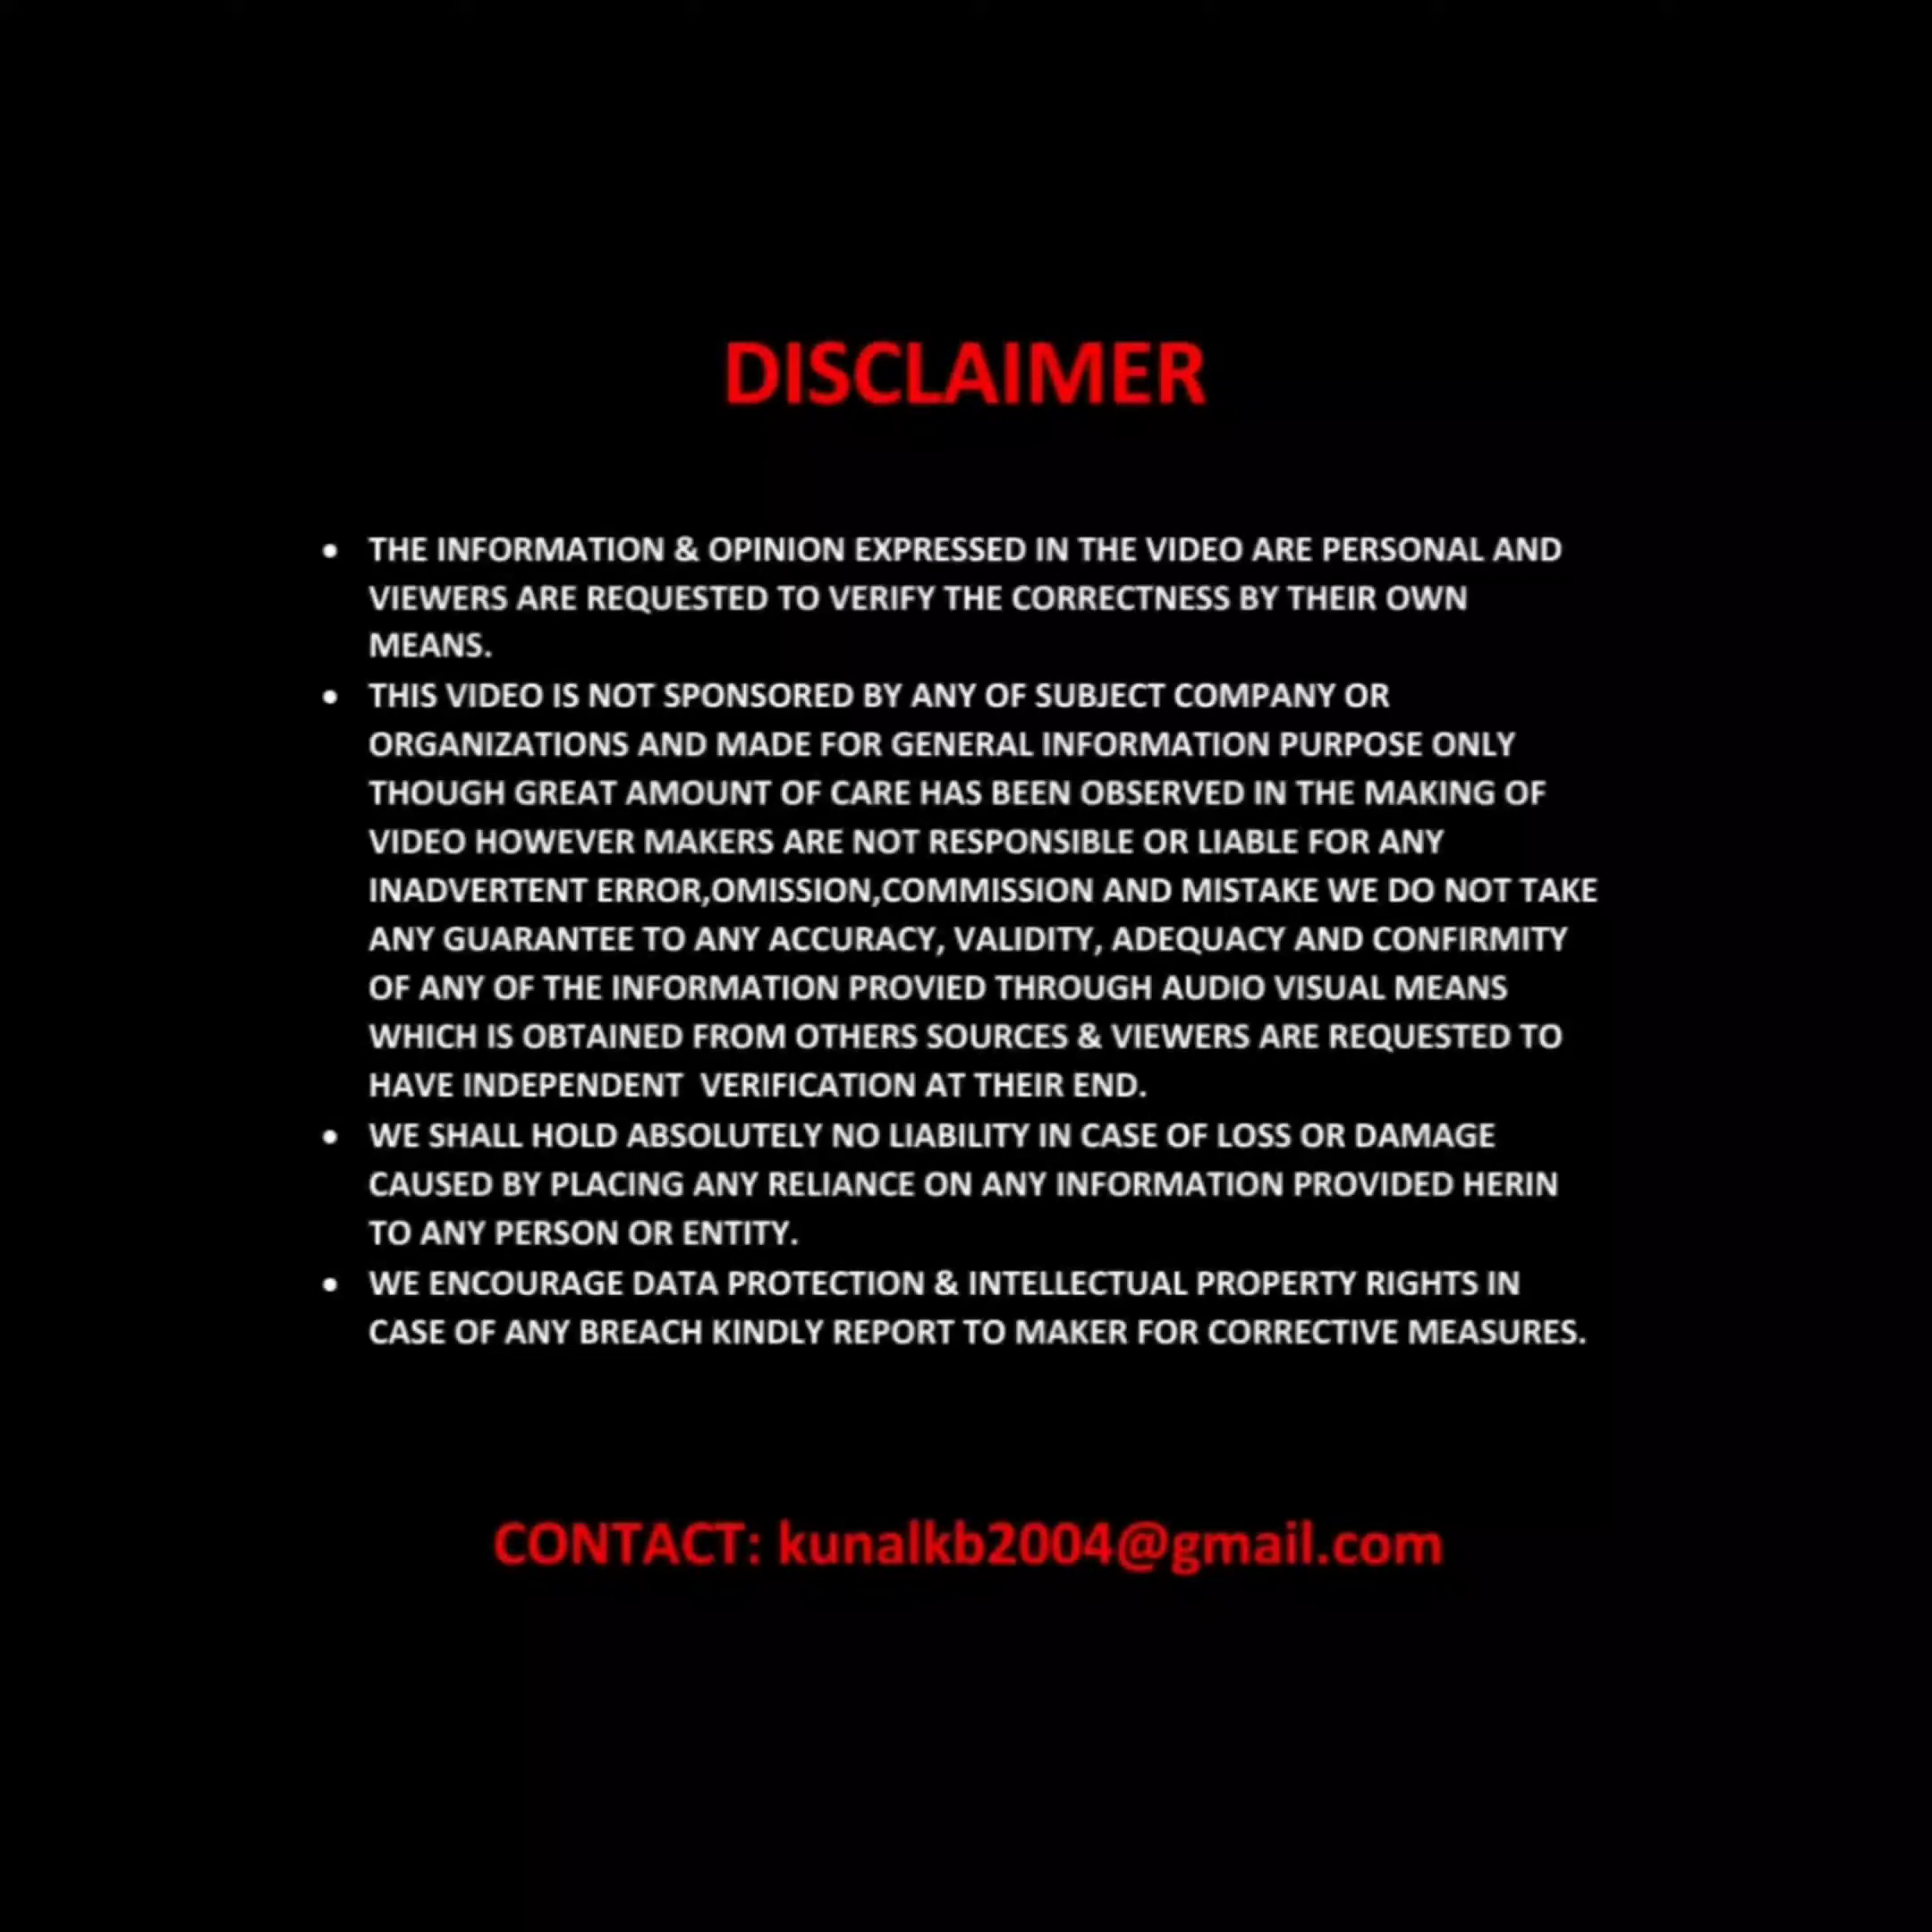 DISCLAIMER
• THE INFORMATION & OPINION EXPRESSED IN THE VIDEO ARE PERSONAL AND
VIEWERS ARE REQUESTED TO VERIFY THE CORRECTNESS BY THEIR OWN
MEANS.
• THIS VIDEO IS NOT SPONSORED BY ANY OF SUBJECT COMPANY OR
ORGANIZATIONS AND MADE FOR GENERAL INFORMATION PURPOSE ONLY
THOUGH GREAT AMOUNT OF CARE HAS BEEN OBSERVED IN THE MAKING OF
VIDEO HOWEVER MAKERS ARE NOT RESPONSIBLE OR LIABLE FOR ANY
INADVERTENT ERROR,OMISSION,COMMISSION AND MISTAKE WE DO NOT TAKE
ANY GUARANTEE TO ANY ACCURACY, VALIDITY, ADEQUACY AND CONFIRMITY
OF ANY OF THE INFORMATION PROVIED THROUGH AUDIO VISUAL MEANS
WHICH IS OBTAINED FROM OTHERS SOURCES & VIEWERS ARE REQUESTED TO
HAVE INDEPENDENT  VERIFICATION AT THEIR END.
• WE SHALL HOLD ABSOLUTELY NO LIABILITY IN CASE OF LOSS OR DAMAGE
CAUSED BY PLACING ANY RELIANCE ON ANY INFORMATION PROVIDED HERIN
TO ANY PERSON OR ENTITY.
• WE ENCOURAGE DATA PROTECTION & INTELLECTUAL PROPERTY RIGHTS IN
CASE OF ANY BREACH KINDLY REPORT TO MAKER FOR CORRECTIVE MEASURES.
CONTACT: kunalkb2004@gmail.com